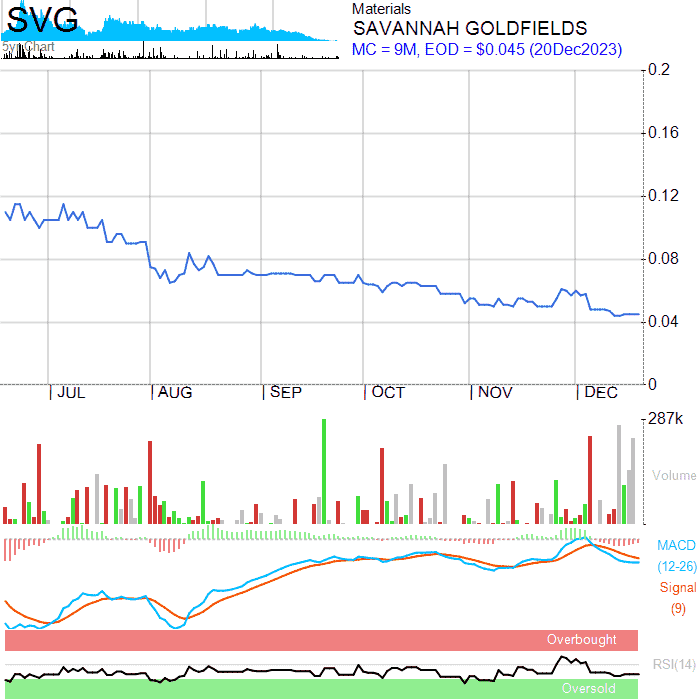 SVG
5yr Chart
Materials
SAVANNAH GOLDFIELDS
MC = 9M, EOD = $0.045 (20Dec2023)
0.2
0.16
0.12
0.08
0.04
0
JUL AUG SEP OCT NOV DEC
287k
Volume
MACD
(12-26)
Signal
(9)
Overbought
RSI(14)
Oversold